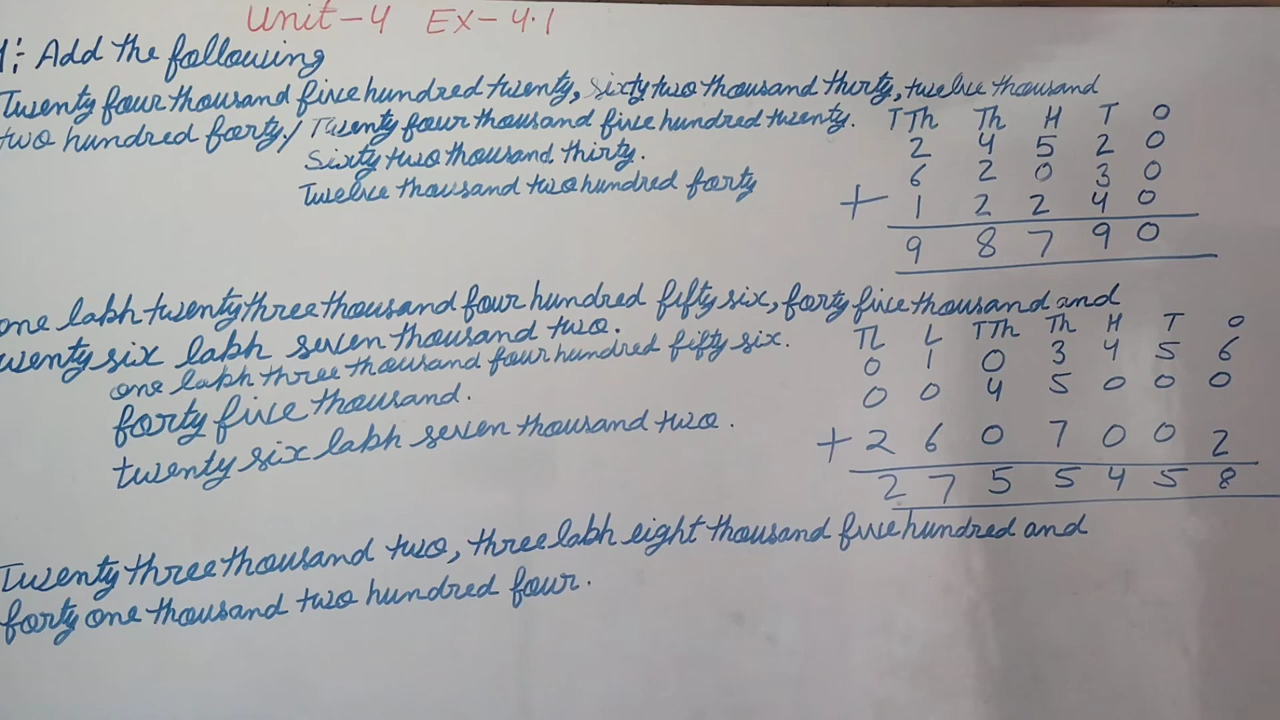 Unit-4 Ex-4.1
1: Add the following
Twenty four thousand five hundred twenty, sixty two thousand thirty, twelve thousand
two hundred forty./ Twenty four thousand five hundred twenty. TTh Th H T O
2 4 5 2 0
Sixty two thousand thirty. 6 2 0 3 0
Twelve thousand two hundred forty + 1 2 2 4 0
9 8 7 9 0
one lakh twenty three thousand four hundred fifty six, forty five thousand and
wenty six lakh seven thousand two. TL L TTh Th H T O
one lakh three thousand four hundred fifty six. 0 1 0 3 4 5 6
forty five thousand. 0 0 4 5 0 0 0
twenty six lakh seven thousand two. + 2 6 0 7 0 0 2
2 7 5 5 4 5 8
Twenty three thousand two, three lakh eight thousand five hundred and
forty one thousand two hundred four.